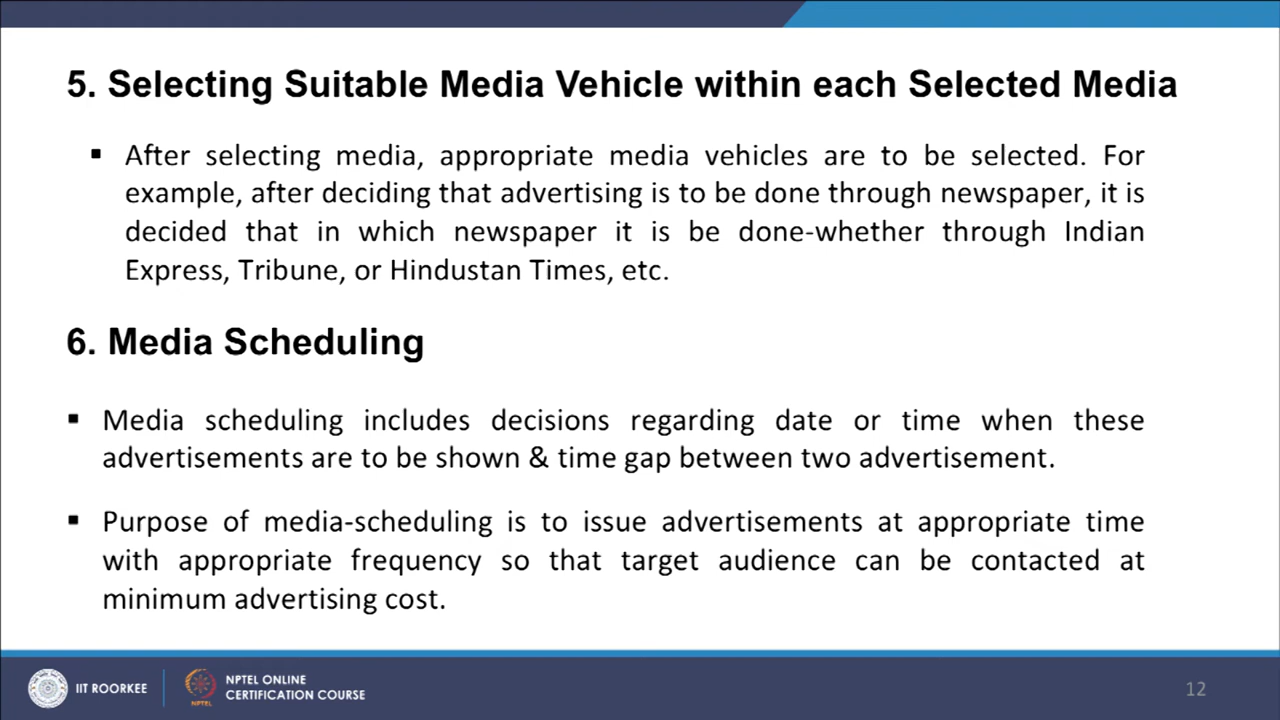 5. Selecting Suitable Media Vehicle within each Selected Media
▪ After selecting media, appropriate media vehicles are to be selected. For
example, after deciding that advertising is to be done through newspaper, it is
decided that in which newspaper it is be done-whether through Indian
Express, Tribune, or Hindustan Times, etc.
6. Media Scheduling
▪ Media scheduling includes decisions regarding date or time when these
advertisements are to be shown & time gap between two advertisement.
▪ Purpose of media-scheduling is to issue advertisements at appropriate time
with appropriate frequency so that target audience can be contacted at
minimum advertising cost.
IIT ROORKEE
NPTEL
NPTEL ONLINE
CERTIFICATION COURSE
12